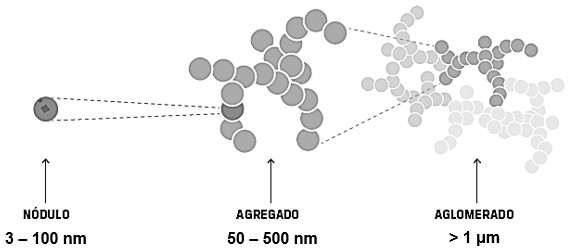 NÓDULO
3 – 100 nm
AGREGADO
50 – 500 nm
AGLOMERADO
> 1 µm